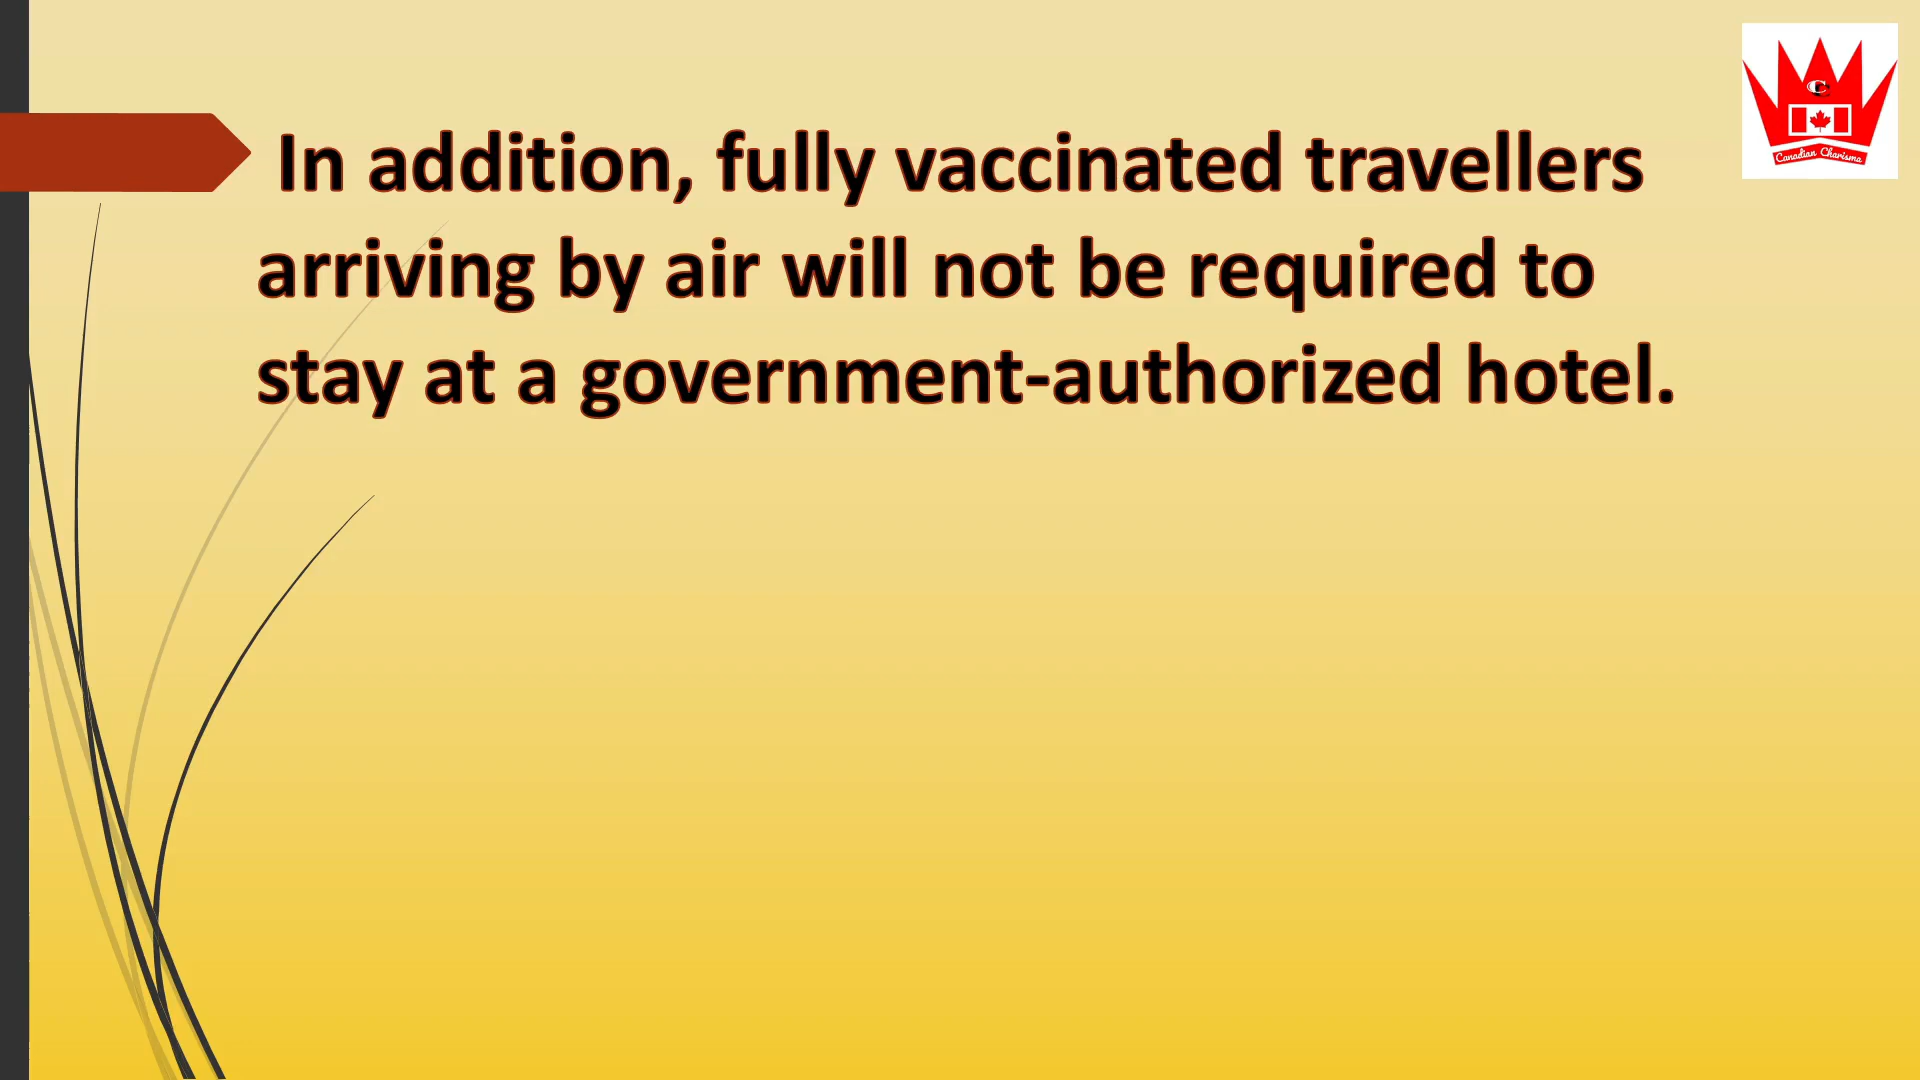 In addition, fully vaccinated travellers
arriving by air will not be required to
stay at a government-authorized hotel.
CC
Canadian Charisma